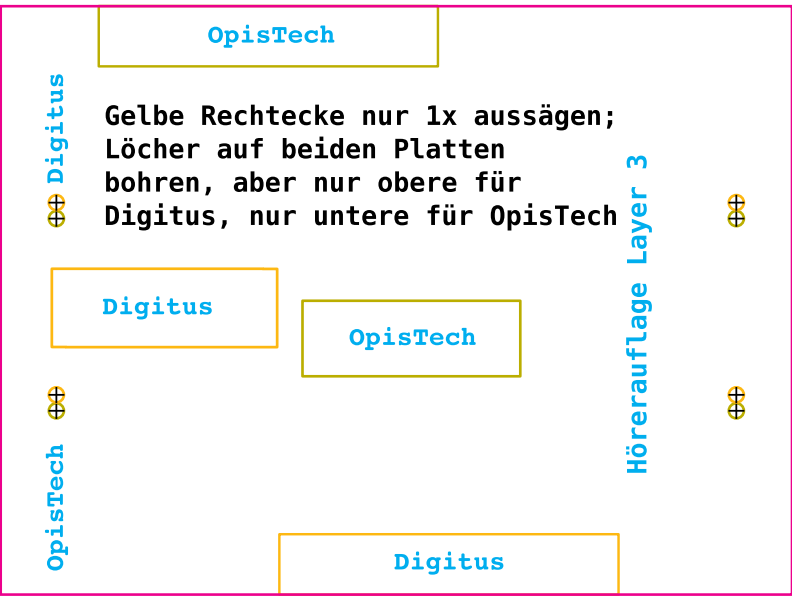 OpisTech
Digitus
Gelbe Rechtecke nur 1x aussägen;
Löcher auf beiden Platten
bohren, aber nur obere für
Digitus, nur untere für OpisTech
Hörerauflage Layer 3
Digitus
OpisTech
OpisTech
Digitus